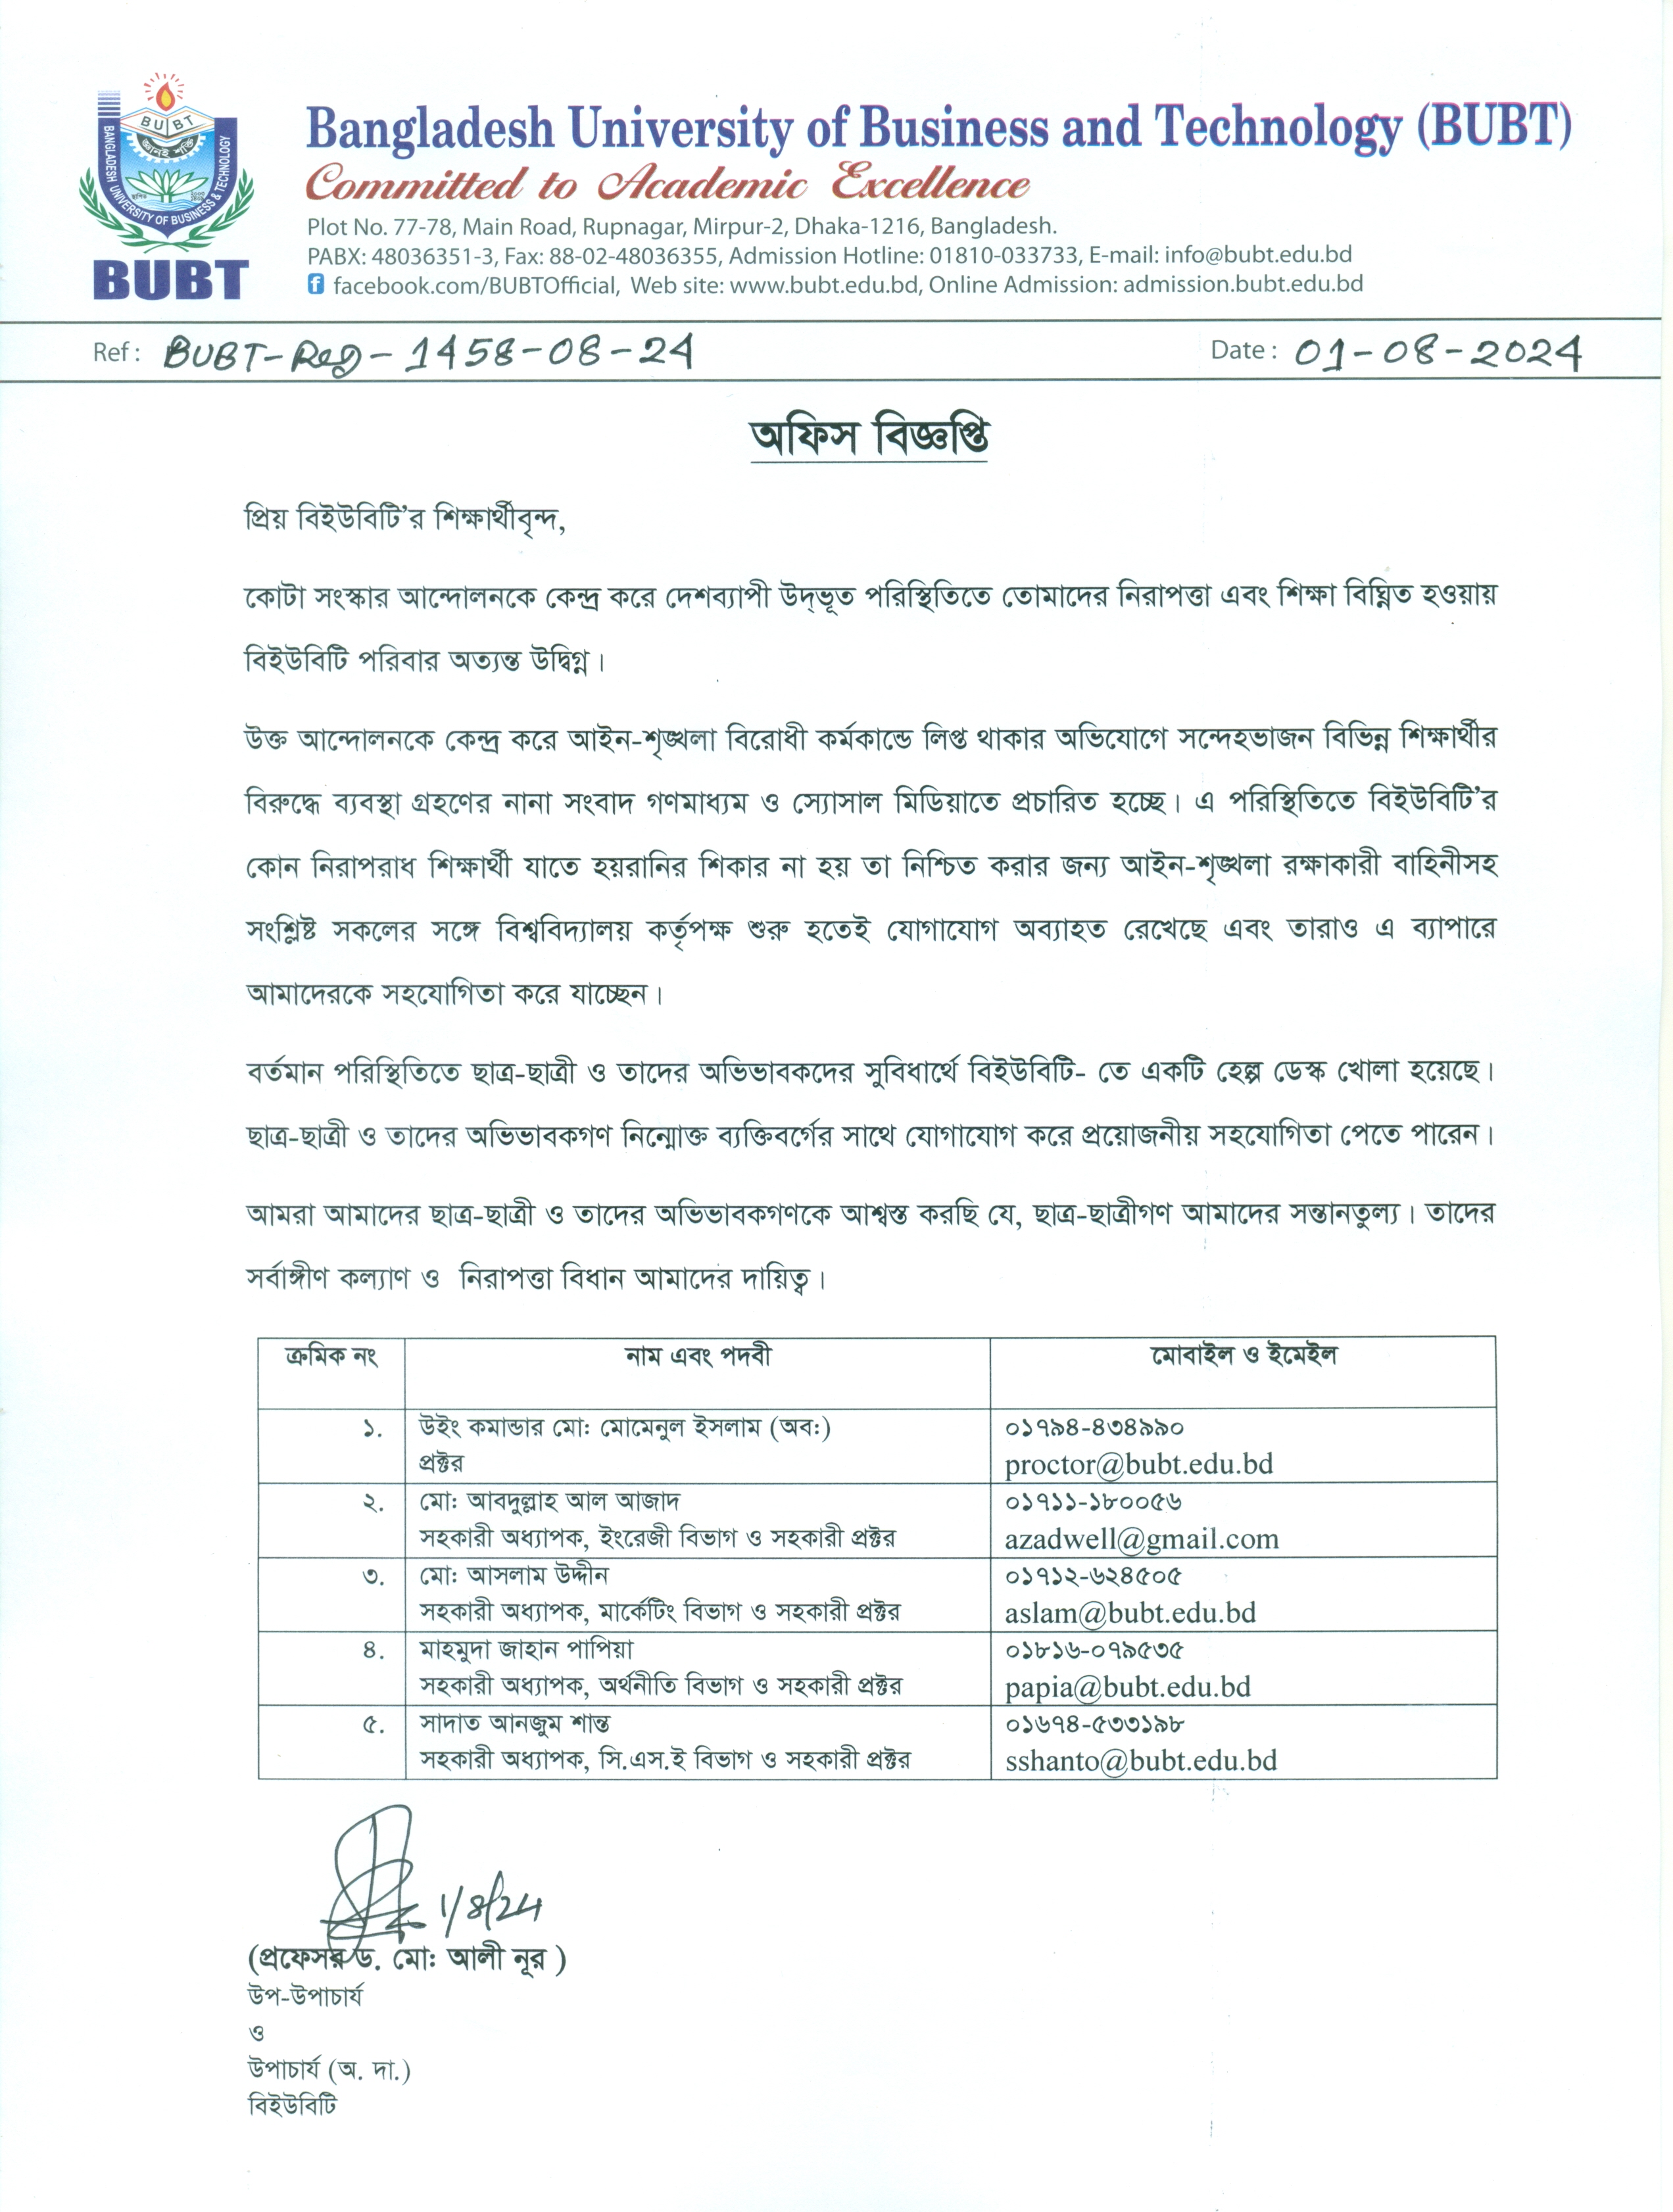 BUBT
জ্ঞানই শক্তি
BANGLADESH UNIVERSITY OF BUSINESS & TECHNOLOGY
BUBT
Bangladesh University of Business and Technology (BUBT)
Committed to Academic Excellence
Plot No. 77-78, Main Road, Rupnagar, Mirpur-2, Dhaka-1216, Bangladesh.
PABX: 48036351-3, Fax: 88-02-48036355, Admission Hotline: 01810-033733, E-mail: info@bubt.edu.bd
facebook.com/BUBTOfficial, Web site: www.bubt.edu.bd, Online Admission: admission.bubt.edu.bd
Ref : BUBT-Reg-1458-08-24 Date : 01-08-2024
অফিস বিজ্ঞপ্তি
প্রিয় বিইউবিটি’র শিক্ষার্থীবৃন্দ,
কোটা সংস্কার আন্দোলনকে কেন্দ্র করে দেশব্যাপী উদ্ভূত পরিস্থিতিতে তোমাদের নিরাপত্তা এবং শিক্ষা বিঘ্নিত হওয়ায়
বিইউবিটি পরিবার অত্যন্ত উদ্বিগ্ন।
উক্ত আন্দোলনকে কেন্দ্র করে আইন-শৃঙ্খলা বিরোধী কর্মকান্ডে লিপ্ত থাকার অভিযোগে সন্দেহভাজন বিভিন্ন শিক্ষার্থীর
বিরুদ্ধে ব্যবস্থা গ্রহণের নানা সংবাদ গণমাধ্যম ও স্যোসাল মিডিয়াতে প্রচারিত হচ্ছে। এ পরিস্থিতিতে বিইউবিটি’র
কোন নিরাপরাধ শিক্ষার্থী যাতে হয়রানির শিকার না হয় তা নিশ্চিত করার জন্য আইন-শৃঙ্খলা রক্ষাকারী বাহিনীসহ
সংশ্লিষ্ট সকলের সঙ্গে বিশ্ববিদ্যালয় কর্তৃপক্ষ শুরু হতেই যোগাযোগ অব্যাহত রেখেছে এবং তারাও এ ব্যাপারে
আমাদেরকে সহযোগিতা করে যাচ্ছেন।
বর্তমান পরিস্থিতিতে ছাত্র-ছাত্রী ও তাদের অভিভাবকদের সুবিধার্থে বিইউবিটি- তে একটি হেল্প ডেস্ক খোলা হয়েছে।
ছাত্র-ছাত্রী ও তাদের অভিভাবকগণ নিন্মোক্ত ব্যক্তিবর্গের সাথে যোগাযোগ করে প্রয়োজনীয় সহযোগিতা পেতে পারেন।
আমরা আমাদের ছাত্র-ছাত্রী ও তাদের অভিভাবকগণকে আশ্বস্ত করছি যে, ছাত্র-ছাত্রীগণ আমাদের সন্তানতুল্য। তাদের
সর্বাঙ্গীণ কল্যাণ ও নিরাপত্তা বিধান আমাদের দায়িত্ব।
ক্রমিক নং নাম এবং পদবী মোবাইল ও ইমেইল
১. উইং কমান্ডার মো: মোমেনুল ইসলাম (অব:) ০১৭৯৪-৪৩৪৯৯০
প্রক্টর proctor@bubt.edu.bd
২. মো: আবদুল্লাহ আল আজাদ ০১৭১১-১৮০০৫৬
সহকারী অধ্যাপক, ইংরেজী বিভাগ ও সহকারী প্রক্টর azadwell@gmail.com
৩. মো: আসলাম উদ্দীন ০১৭১২-৬২৪৫০৫
সহকারী অধ্যাপক, মার্কেটিং বিভাগ ও সহকারী প্রক্টর aslam@bubt.edu.bd
৪. মাহমুদা জাহান পাপিয়া ০১৮১৬-০৭৯৫৩৫
সহকারী অধ্যাপক, অর্থনীতি বিভাগ ও সহকারী প্রক্টর papia@bubt.edu.bd
৫. সাদাত আনজুম শান্ত ০১৬৭৪-৫৩৩১৯৮
সহকারী অধ্যাপক, সি.এস.ই বিভাগ ও সহকারী প্রক্টর sshanto@bubt.edu.bd
1/8/24
(প্রফেসর ড. মো: আলী নূর )
উপ-উপাচার্য
ও
উপাচার্য (অ. দা.)
বিইউবিটি